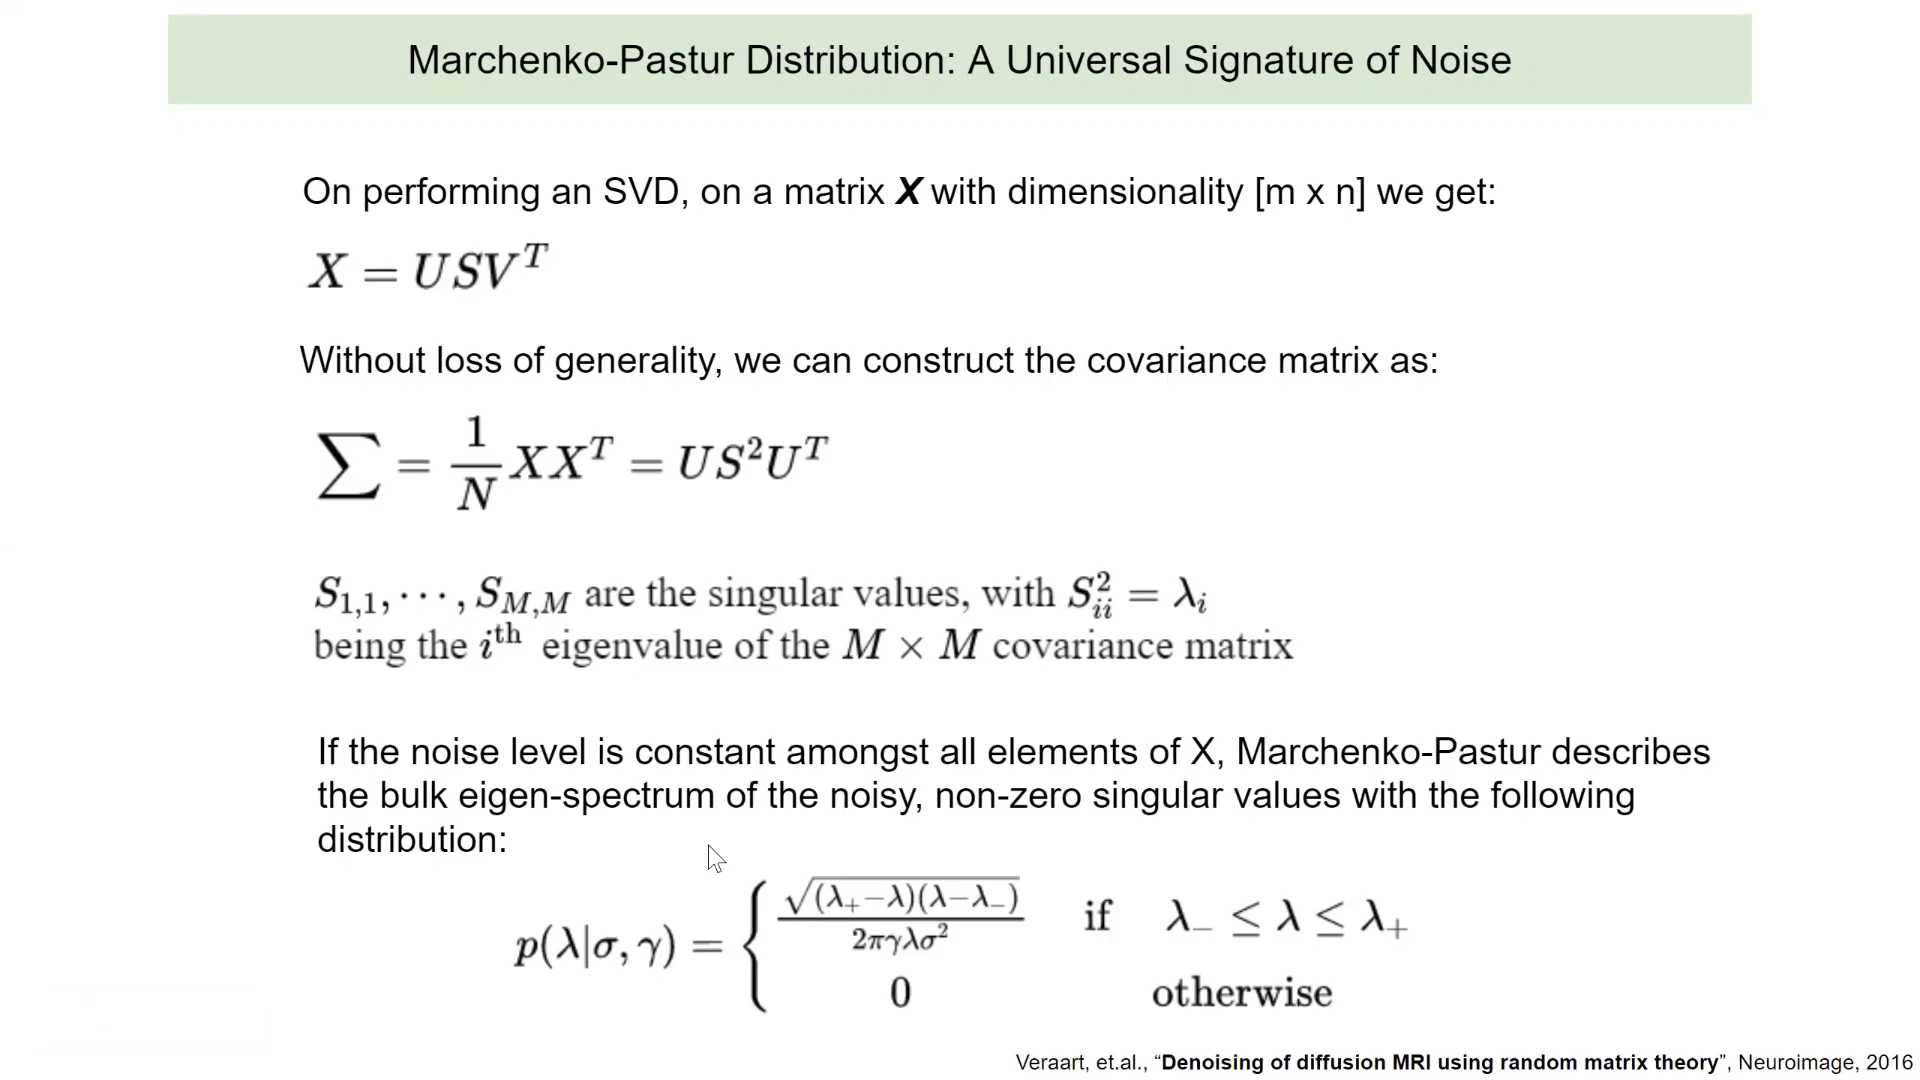 Marchenko-Pastur Distribution: A Universal Signature of Noise
On performing an SVD, on a matrix X with dimensionality [m x n] we get:
X = USV^T
Without loss of generality, we can construct the covariance matrix as:
∑ = \frac{1}{N} XX^T = US^2U^T
S_{1,1}, ⋯, S_{M,M} are the singular values, with S_{ii}^2 = λ_i
being the i^{th} eigenvalue of the M × M covariance matrix
If the noise level is constant amongst all elements of X, Marchenko-Pastur describes
the bulk eigen-spectrum of the noisy, non-zero singular values with the following
distribution:
p(λ|σ, γ) = { \frac{\sqrt{(λ_+−λ)(λ−λ_−)}}{2πγλσ^2} if λ_− ≤ λ ≤ λ_+
0 otherwise
Veraart, et.al., “Denoising of diffusion MRI using random matrix theory”, Neuroimage, 2016